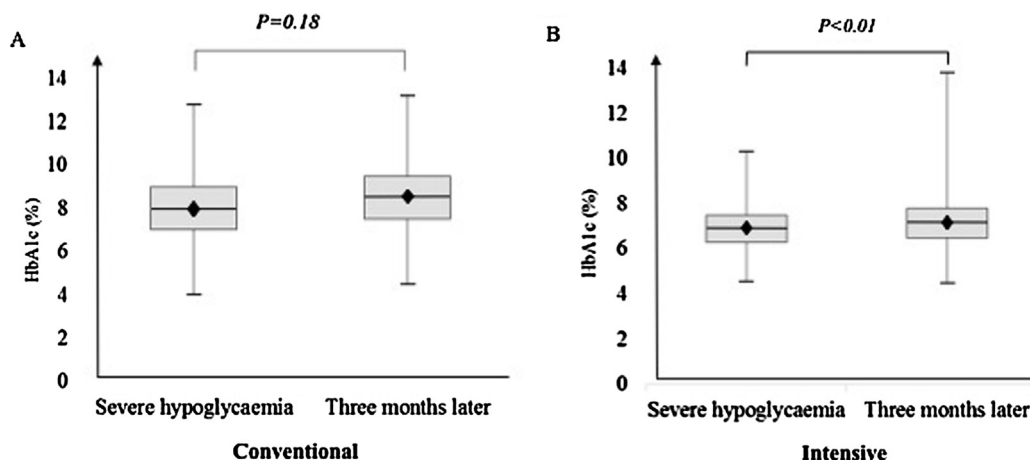 A
P=0.18
HbA1c (%)
14
12
10
8
6
4
2
0
Severe hypoglycaemia
Three months later
Conventional
B
P<0.01
HbA1c (%)
14
12
10
8
6
4
2
0
Severe hypoglycaemia
Three months later
Intensive